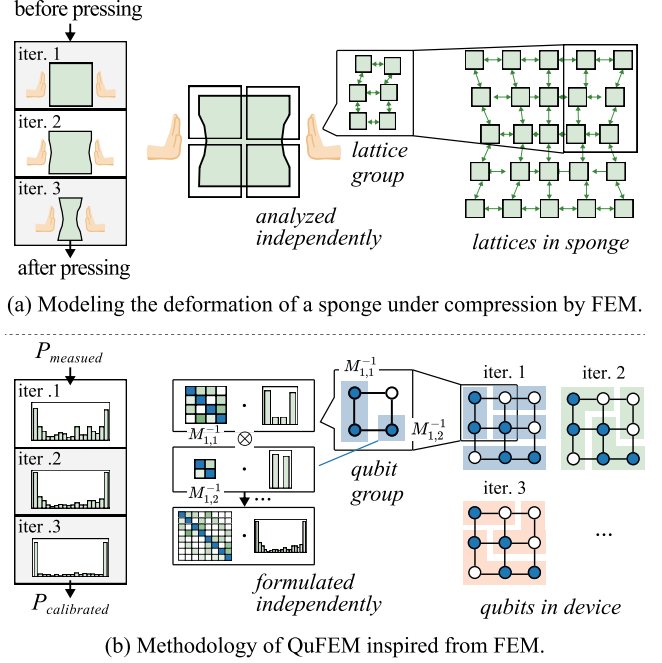 before pressing
iter. 1
iter. 2
iter. 3
after pressing
analyzed
independently
lattice
group
lattices in sponge
(a) Modeling the deformation of a sponge under compression by FEM.
P_measued
iter .1
iter .2
iter .3
P_calibrated
M_{1,1}^{-1}
·
⊗
M_{1,2}^{-1}
·
...
·
formulated
independently
M_{1,1}^{-1}
M_{1,2}^{-1}
qubit
group
iter. 1
iter. 2
iter. 3
...
qubits in device
(b) Methodology of QuFEM inspired from FEM.